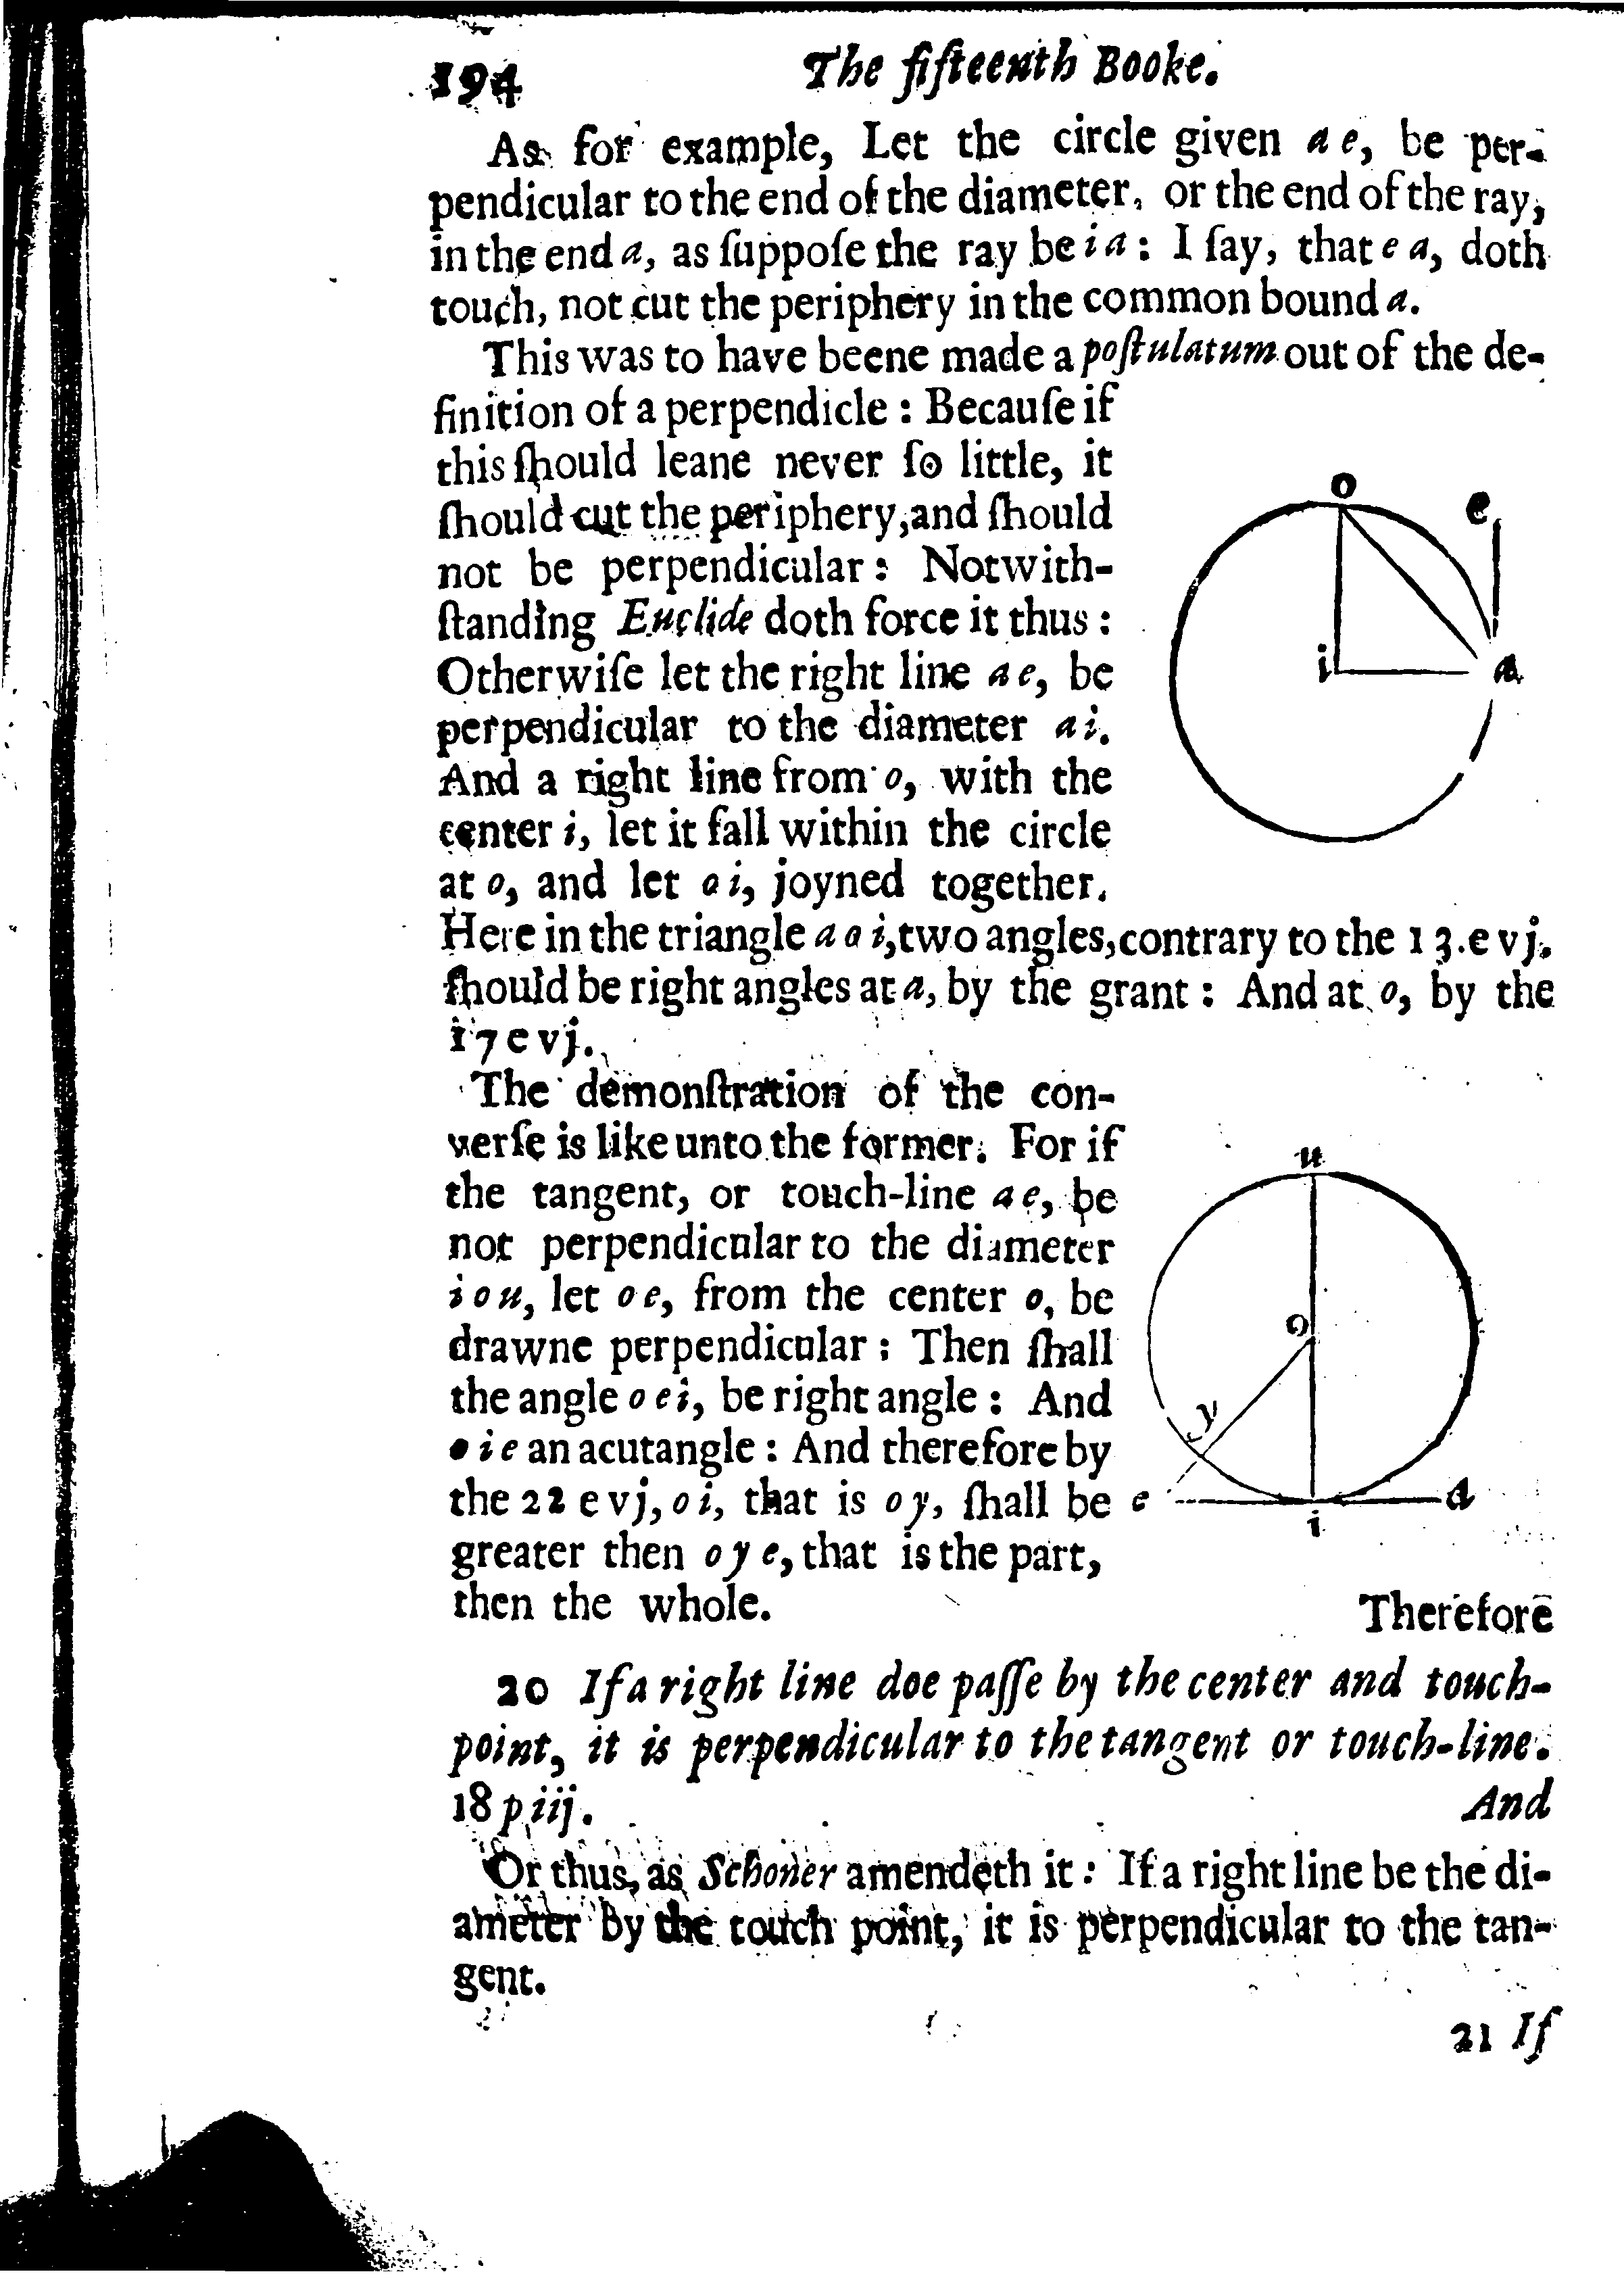 194
The fifteenth Booke.
As for example, Let the circle given a e, be per-
pendicular to the end of the diameter, or the end of the ray,
in the end a, as ſuppoſe the ray be i a : I ſay, that e a, doth
touch, not cut the periphery in the common bound a.
This was to have beene made a poſtulatum out of the de-
finition of a perpendicle : Becauſe if
this ſhould leane never ſo little, it
ſhould cut the periphery, and ſhould
not be perpendicular : Notwith-
ſtanding Euclide doth force it thus :
Otherwiſe let the right line a e, be
perpendicular to the diameter a i.
And a right line from o, with the
center i, let it fall within the circle
at o, and let o i, joyned together.
Here in the triangle a o i, two angles, contrary to the 13. e vj.
ſhould be right angles at a, by the grant : And at o, by the
17 e vj.
o
e
i
a
The demonſtration of the con-
verſe is like unto the former. For if
the tangent, or touch-line a e, be
not perpendicular to the diameter
i o u, let o e, from the center o, be
drawne perpendicular : Then ſhall
the angle o e i, be right angle : And
o i e an acutangle : And therefore by
the 22 e vj, o i, that is o y, ſhall be
greater then o y e, that is the part,
then the whole.
u
o
y
e
a
i
Therefore
20 If a right line doe paſſe by the center and touch-
point, it is perpendicular to the tangent or touch-line.
18 p iij.
And
Or thus, as Schoner amendeth it : If a right line be the di-
ameter by the touch point, it is perpendicular to the tan-
gent.
21 If